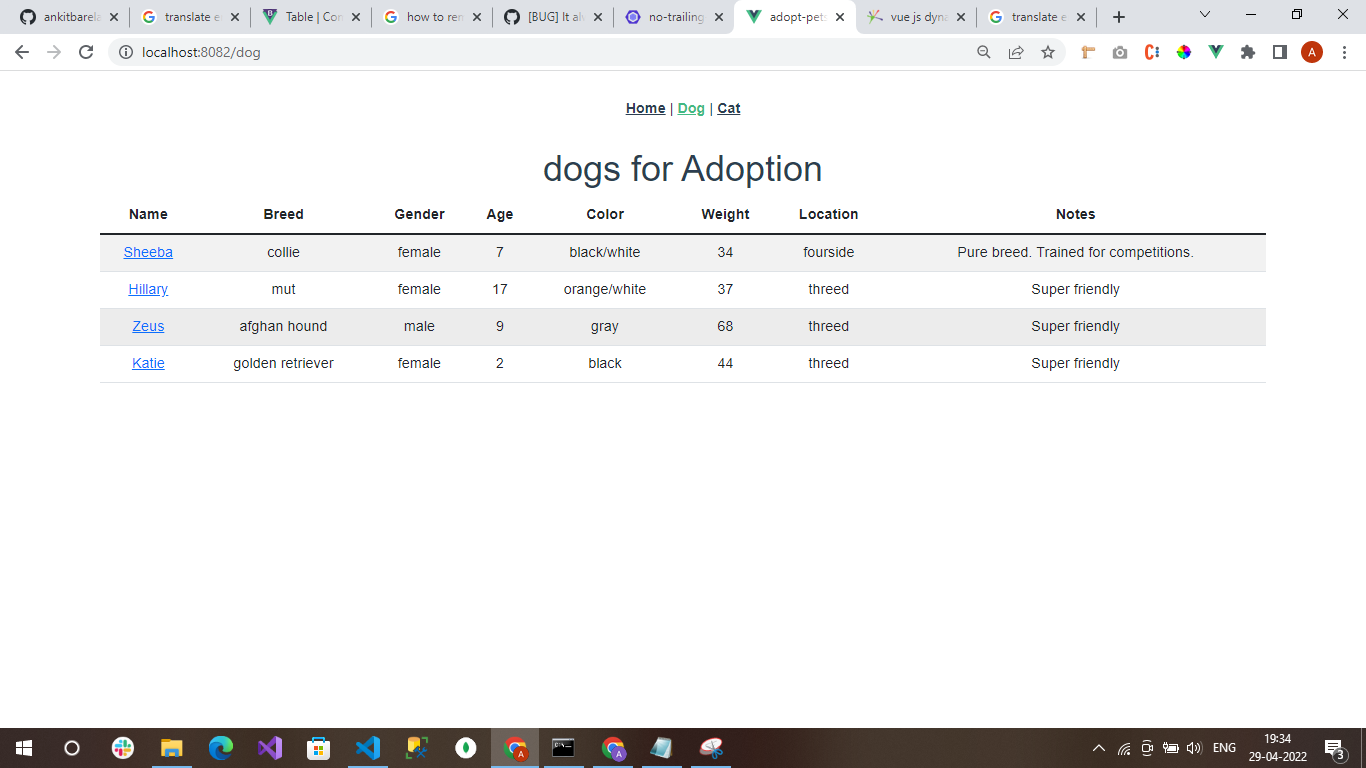 ankitbarela
translate e
Table | Con
how to rem
[BUG] It alw
no-trailing
adopt-pets
vue js dyna
translate e
localhost:8082/dog
A
Home | Dog | Cat
dogs for Adoption
Name Breed Gender Age Color Weight Location Notes
Sheeba collie female 7 black/white 34 fourside Pure breed. Trained for competitions.
Hillary mut female 17 orange/white 37 threed Super friendly
Zeus afghan hound male 9 gray 68 threed Super friendly
Katie golden retriever female 2 black 44 threed Super friendly
ENG
19:34
29-04-2022
3